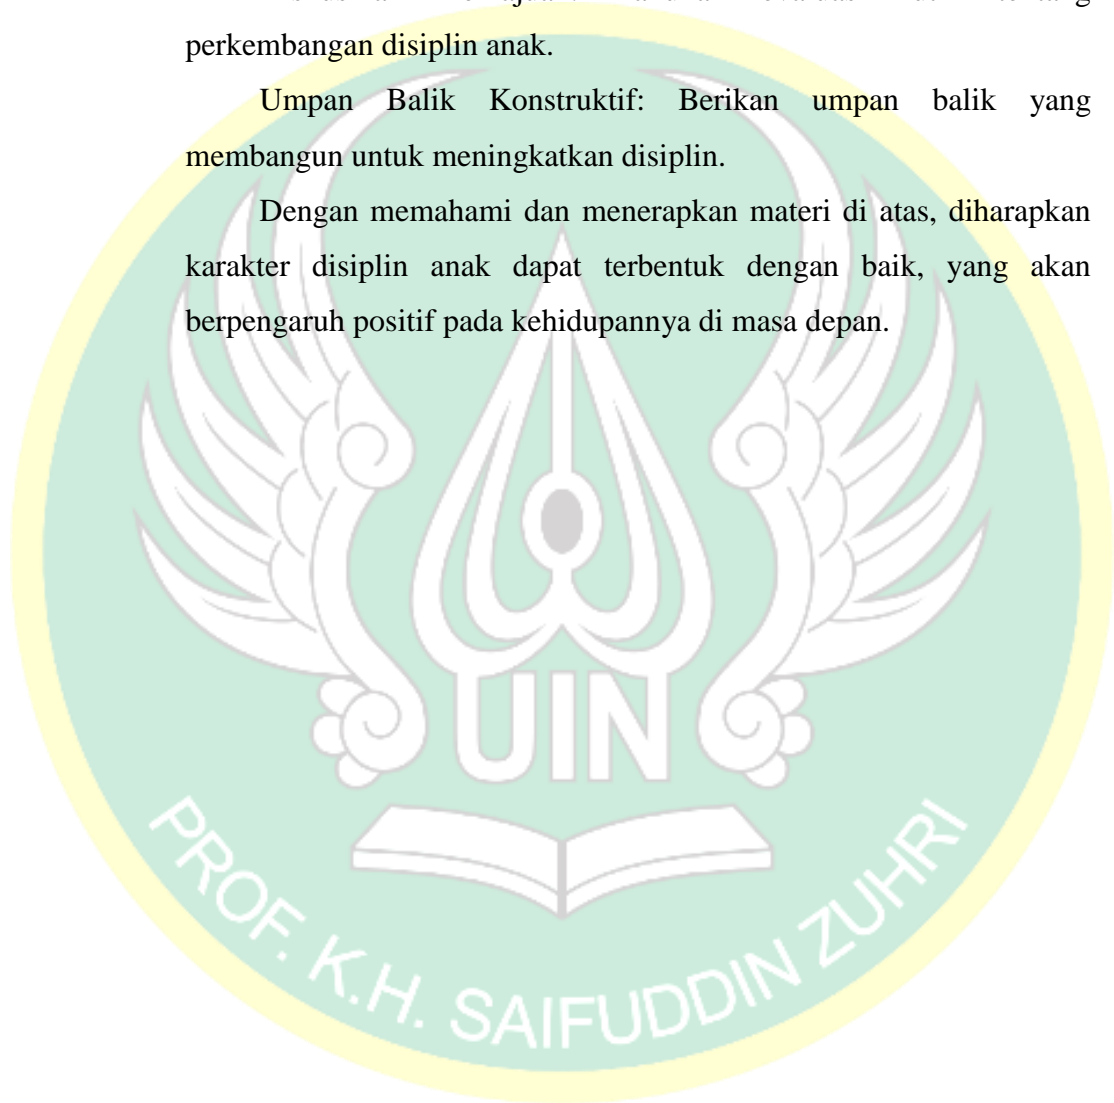 tentang
perkembangan disiplin anak.
Umpan Balik Konstruktif: Berikan umpan balik yang
membangun untuk meningkatkan disiplin.
Dengan memahami dan menerapkan materi di atas, diharapkan
karakter disiplin anak dapat terbentuk dengan baik, yang akan
berpengaruh positif pada kehidupannya di masa depan.
UIN
PROF. K.H. SAIFUDDIN ZUHRI